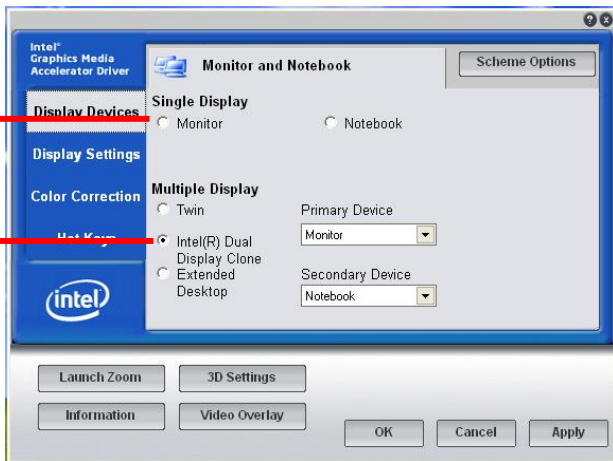 Intel®
Graphics Media
Accelerator Driver
Monitor and Notebook
Scheme Options
Display Devices
Single Display
Monitor
Notebook
Display Settings
Color Correction
Multiple Display
Twin
Primary Device
Hot Keys
Intel(R) Dual
Display Clone
Monitor
Extended
Desktop
Secondary Device
Notebook
intel
Launch Zoom
3D Settings
Information
Video Overlay
OK
Cancel
Apply